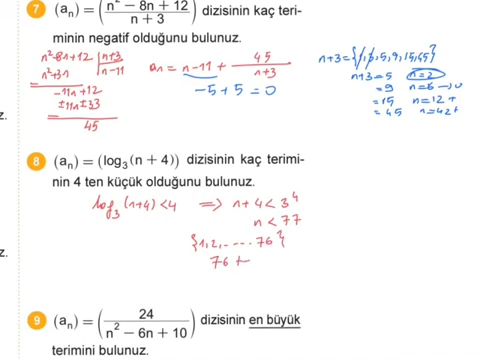 7 (aₙ) = (n² − 8n + 12 / n + 3) dizisinin kaç teri-
minin negatif olduğunu bulunuz.
n²-8n+12 | n+3
n²+3n | n-11
-11n+12
±11n±33
45
an = n-11 + 45/n+3
-5+5=0
n+3={1,3,5,9,15,45}
n+3=5 n=2
=9 n=6→0
=15 n=12 +
=45 n=42 +
z.
8 (aₙ) = (log₃(n + 4)) dizisinin kaç terimi-
nin 4 ten küçük olduğunu bulunuz.
log₃(n+4)<4 ⇒ n+4<3⁴
n<77
{1,2,....76}
76 t
z.
9 (aₙ) = (24 / n² − 6n + 10) dizisinin en büyük
terimini bulunuz.